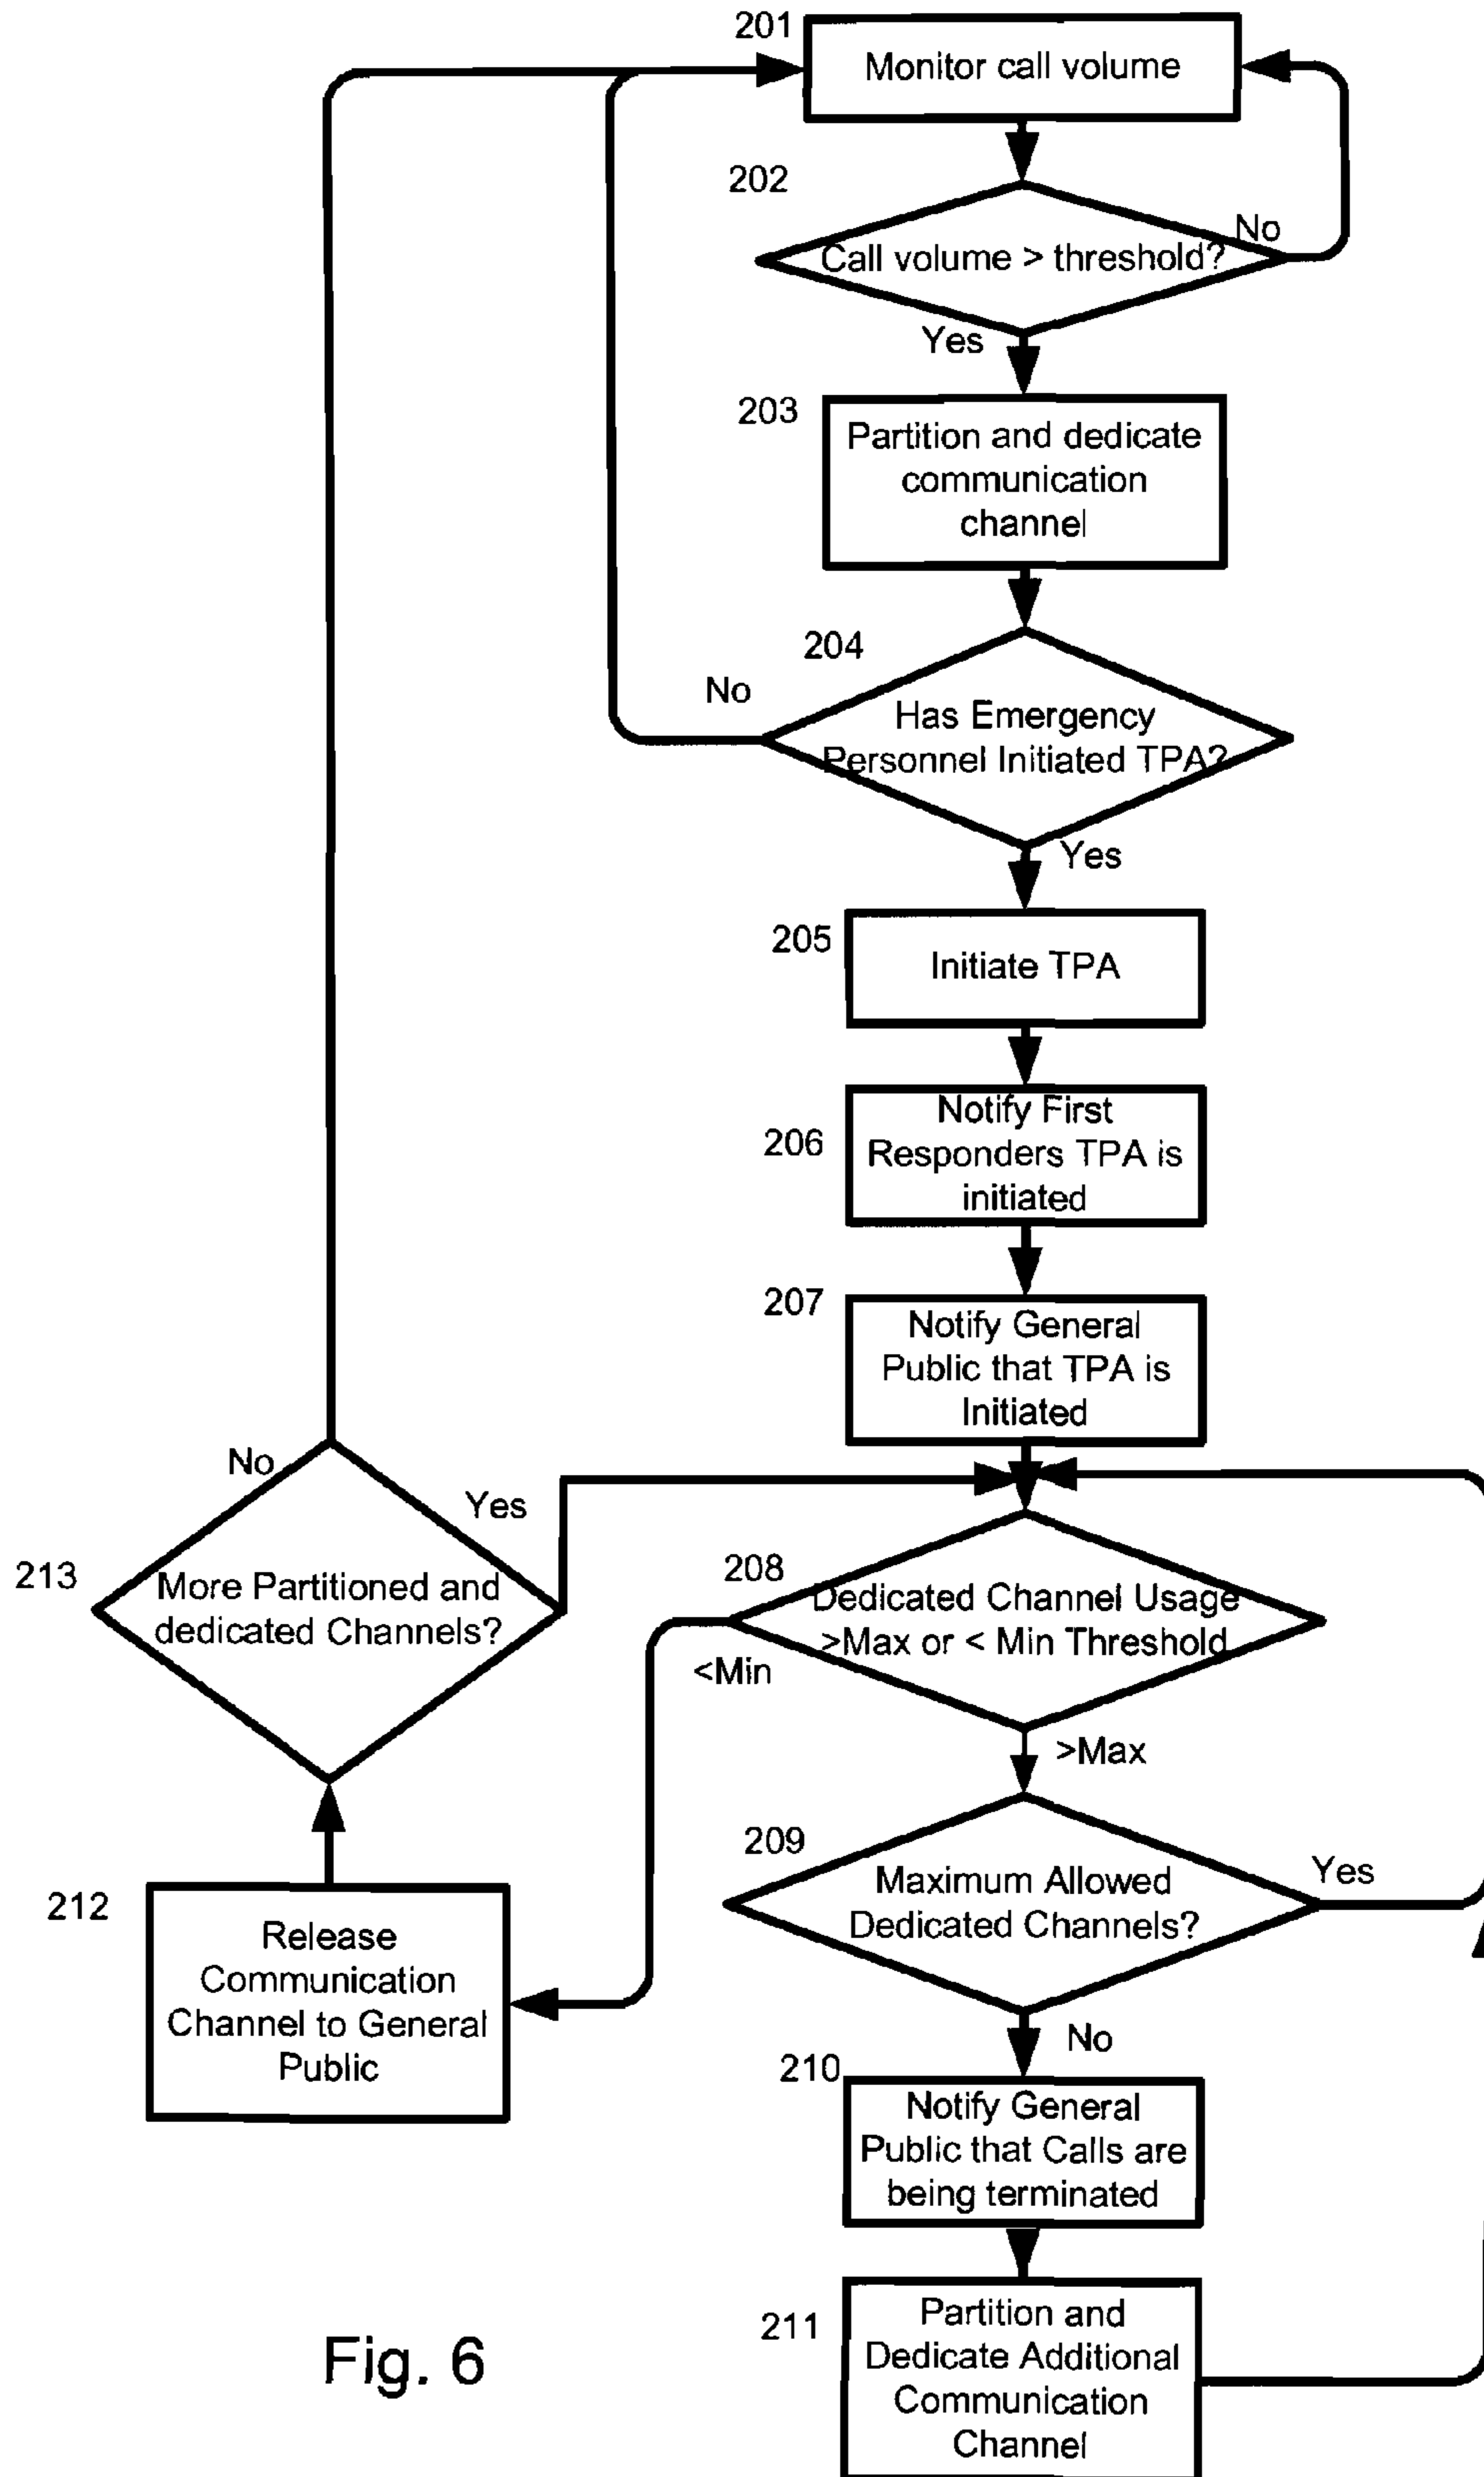 201
Monitor call volume
202
Call volume > threshold?
No
Yes
203
Partition and dedicate
communication
channel
204
No
Has Emergency
Personnel Initiated TPA?
Yes
205
Initiate TPA
206
Notify First
Responders TPA is
initiated
207
Notify General
Public that TPA is
Initiated
No
Yes
213
More Partitioned and
dedicated Channels?
208
Dedicated Channel Usage
>Max or < Min Threshold
<Min
>Max
209
Maximum Allowed
Dedicated Channels?
Yes
No
212
Release
Communication
Channel to General
Public
210
Notify General
Public that Calls are
being terminated
211
Partition and
Dedicate Additional
Communication
Channel
Fig. 6